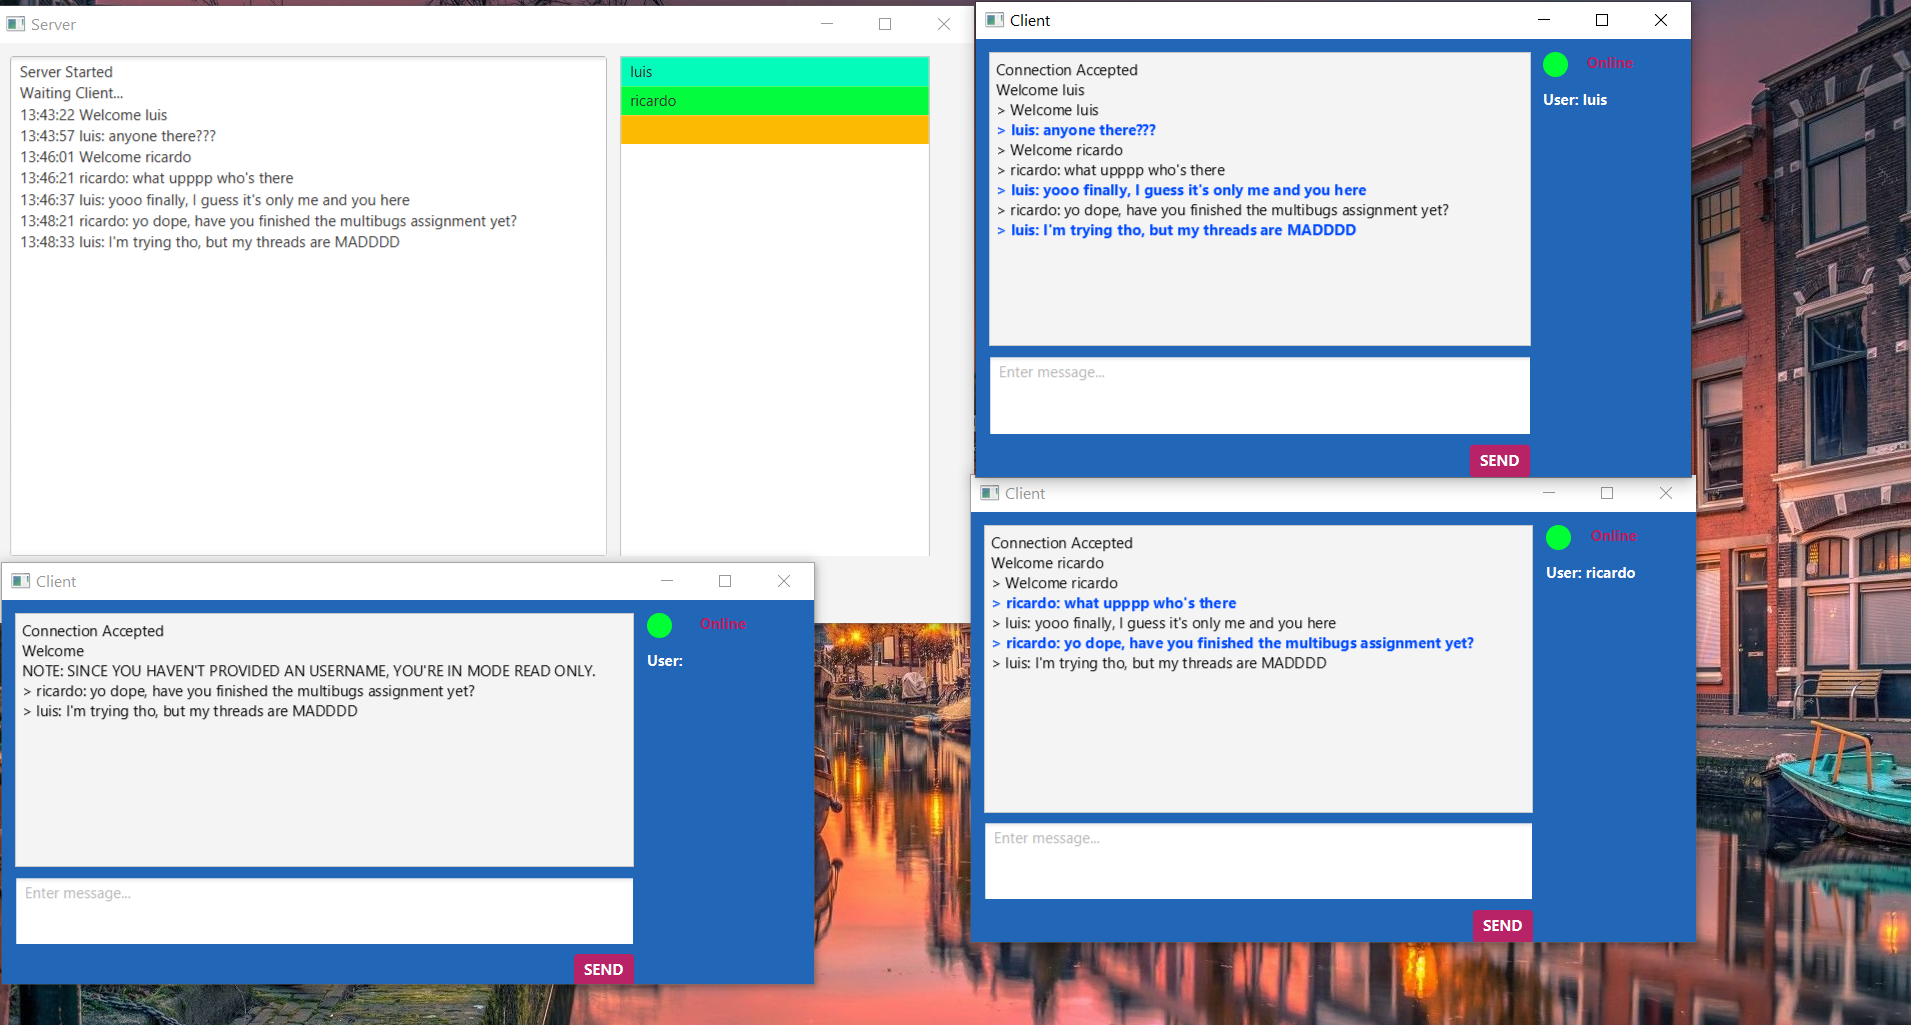 Server
Server Started
Waiting Client...
13:43:22 Welcome luis
13:43:57 luis: anyone there???
13:46:01 Welcome ricardo
13:46:21 ricardo: what upppp who's there
13:46:37 luis: yooo finally, I guess it's only me and you here
13:48:21 ricardo: yo dope, have you finished the multibugs assignment yet?
13:48:33 luis: I'm trying tho, but my threads are MADDDD
luis
ricardo
Client
Connection Accepted
Welcome luis
> Welcome luis
> luis: anyone there???
> Welcome ricardo
> ricardo: what upppp who's there
> luis: yooo finally, I guess it's only me and you here
> ricardo: yo dope, have you finished the multibugs assignment yet?
> luis: I'm trying tho, but my threads are MADDDD
Online
User: luis
Enter message...
SEND
Client
Connection Accepted
Welcome
NOTE: SINCE YOU HAVEN'T PROVIDED AN USERNAME, YOU'RE IN MODE READ ONLY.
> ricardo: yo dope, have you finished the multibugs assignment yet?
> luis: I'm trying tho, but my threads are MADDDD
Online
User:
Enter message...
SEND
Client
Connection Accepted
Welcome ricardo
> Welcome ricardo
> ricardo: what upppp who's there
> luis: yooo finally, I guess it's only me and you here
> ricardo: yo dope, have you finished the multibugs assignment yet?
> luis: I'm trying tho, but my threads are MADDDD
Online
User: ricardo
Enter message...
SEND